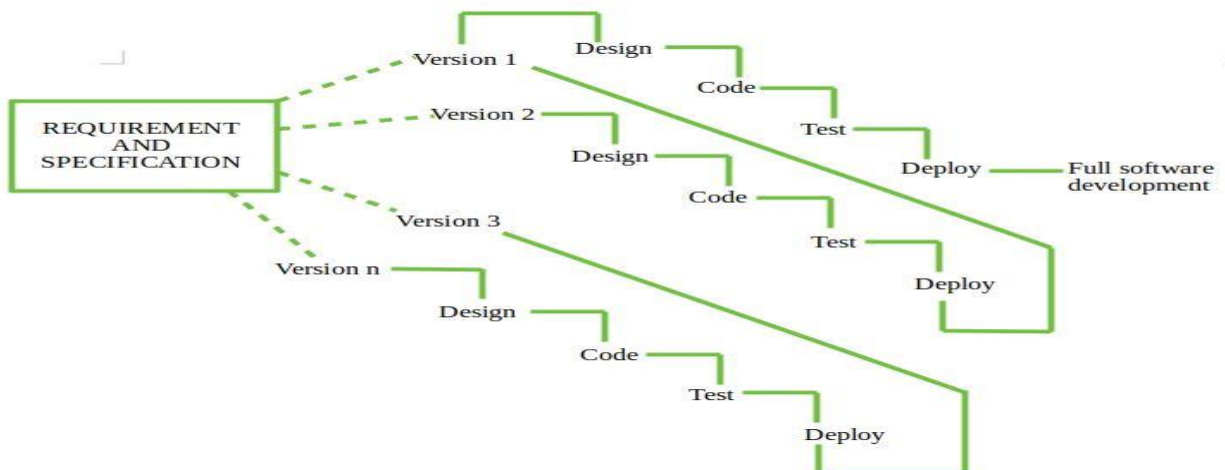 REQUIREMENT
AND
SPECIFICATION
Version 1
Design
Code
Test
Deploy
Full software
development
Version 2
Design
Code
Test
Deploy
Version 3
Version n
Design
Code
Test
Deploy